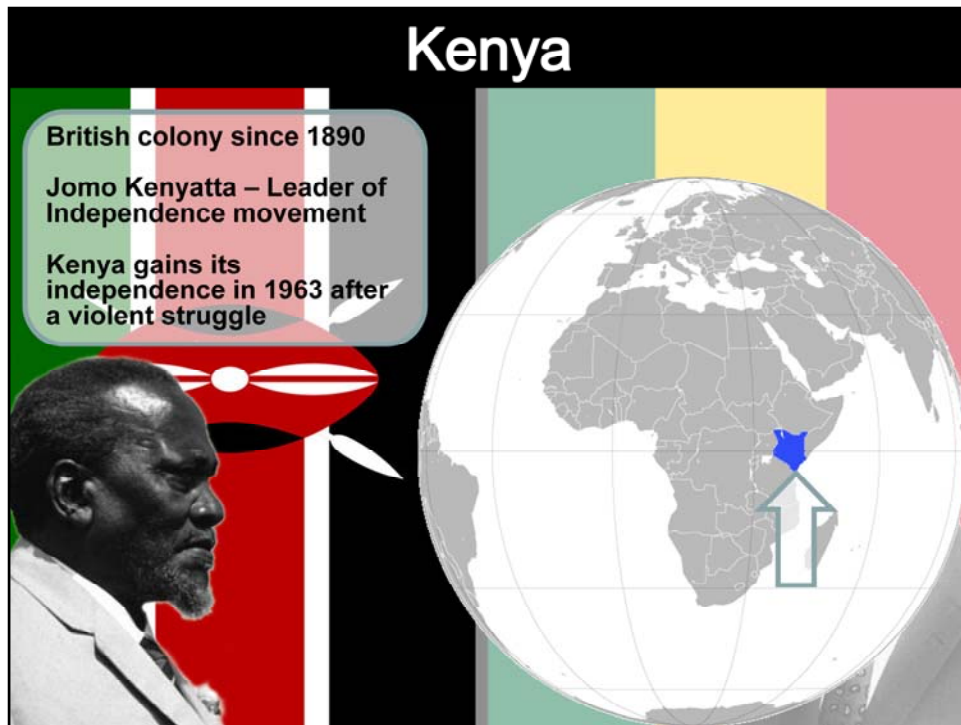 Kenya
British colony since 1890
Jomo Kenyatta – Leader of
Independence movement
Kenya gains its
independence in 1963 after
a violent struggle